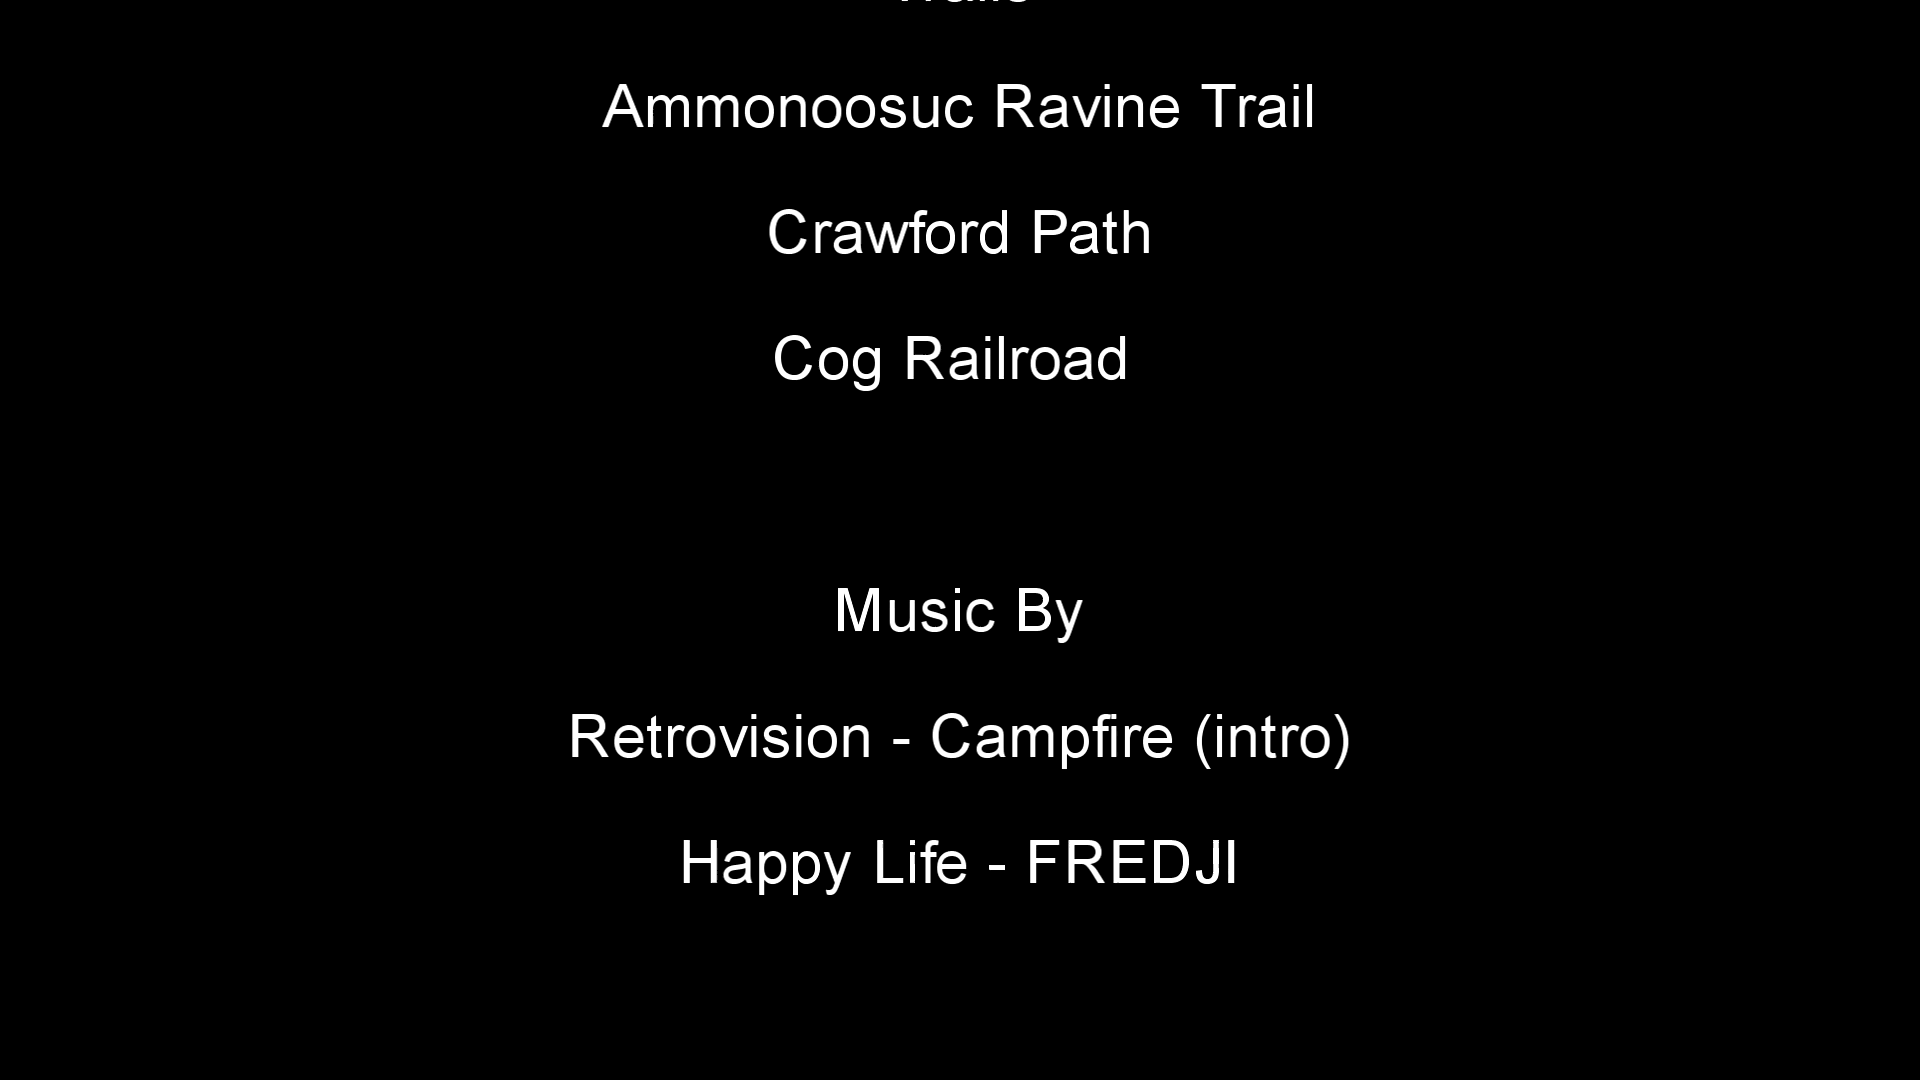 Ammonoosuc Ravine Trail
Crawford Path
Cog Railroad
Music By
Retrovision - Campfire (intro)
Happy Life - FREDJI